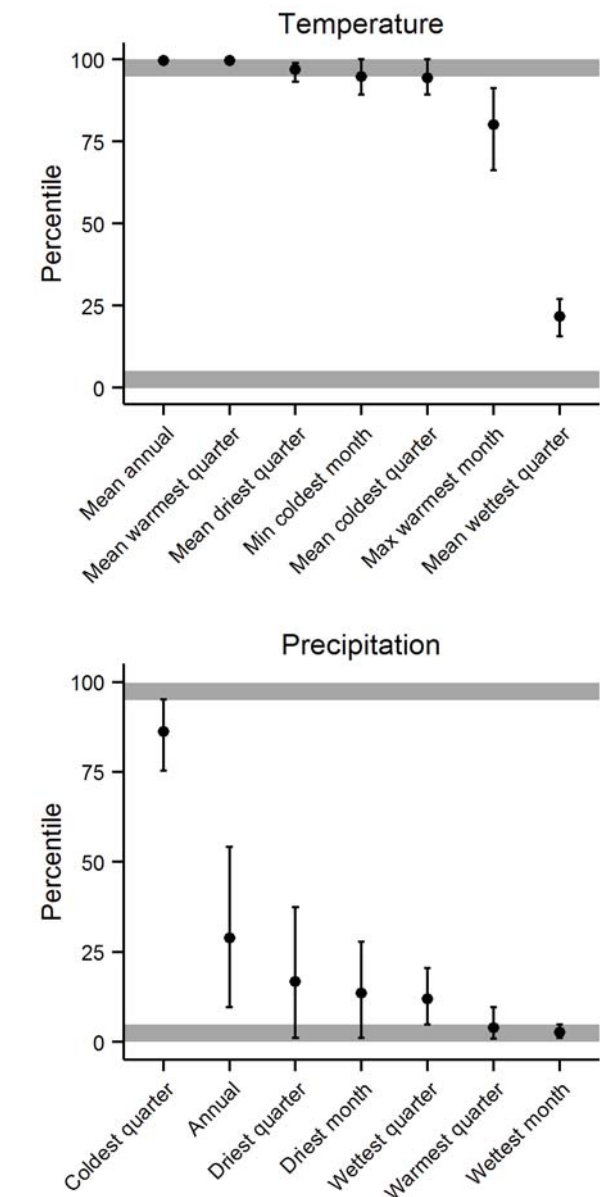 Temperature
Percentile
100
75
50
25
0
Mean annual
Mean warmest quarter
Mean driest quarter
Min coldest month
Mean coldest quarter
Max warmest month
Mean wettest quarter
Precipitation
Percentile
100
75
50
25
0
Coldest quarter
Annual
Driest quarter
Driest month
Wettest quarter
Warmest quarter
Wettest month